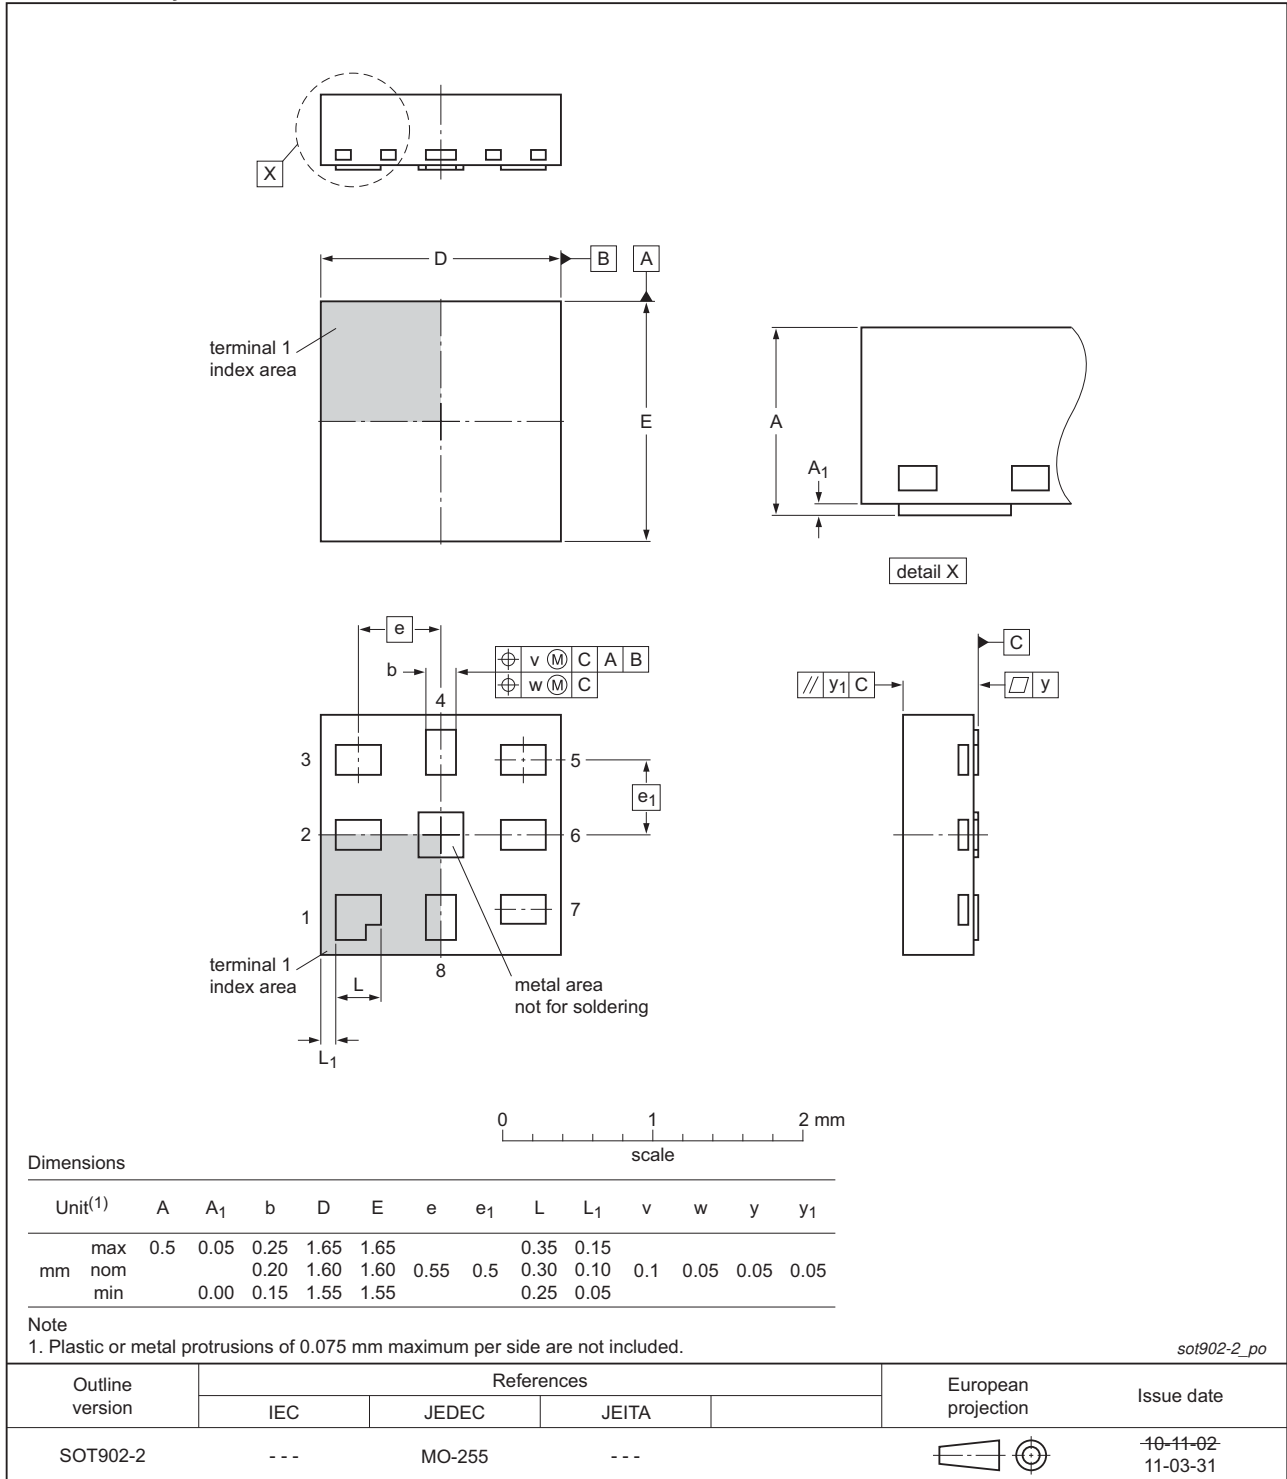 X
D
B
A
terminal 1
index area
E
A
A1
detail X
e
b
v M C A B
w M C
4
3
5
e1
2
6
1
7
terminal 1
index area
8
L
metal area
not for soldering
L1
C
// y1 C
y
0 1 2 mm
scale
Dimensions
Unit(1) A A1 b D E e e1 L L1 v w y y1
max 0.5 0.05 0.25 1.65 1.65 0.35 0.15
mm nom 0.20 1.60 1.60 0.55 0.5 0.30 0.10 0.1 0.05 0.05 0.05
min 0.00 0.15 1.55 1.55 0.25 0.05
Note
1. Plastic or metal protrusions of 0.075 mm maximum per side are not included.
sot902-2_po
Outline
version
References
IEC JEDEC JEITA
European
projection
Issue date
SOT902-2 - - - MO-255 - - -
10-11-02
11-03-31